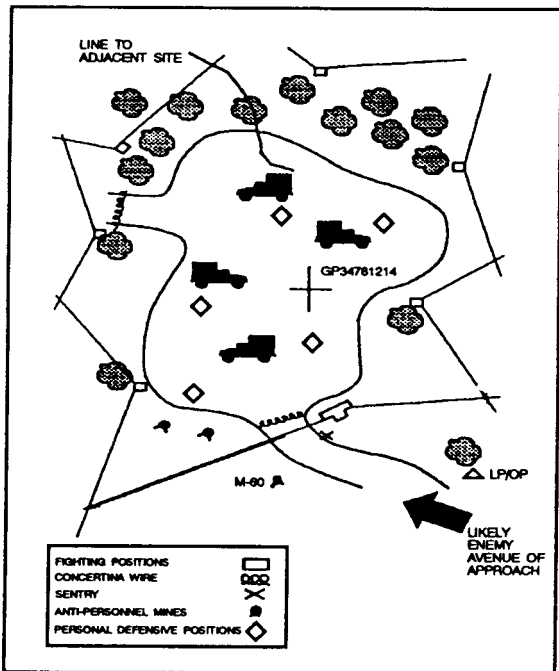 LINE TO
ADJACENT SITE
GP34761214
M-60
LP/OP
LIKELY
ENEMY
AVENUE OF
APPROACH
FIGHTING POSITIONS
CONCERTINA WIRE
SENTRY
ANTI-PERSONNEL MINES
PERSONAL DEFENSIVE POSITIONS